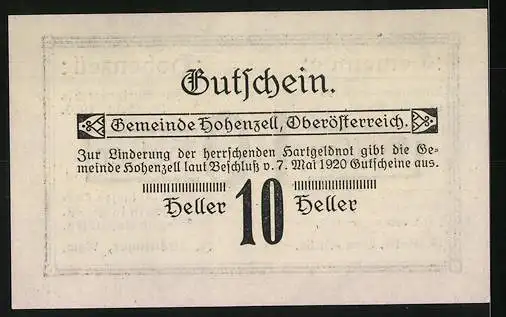 Gutschein.
Gemeinde Hohenzell, Oberösterreich.
Zur Linderung der herrschenden Hartgeldnot gibt die Ge-
meinde Hohenzell laut Beschluß v. 7. Mai 1920 Gutscheine aus.
Heller 10 Heller